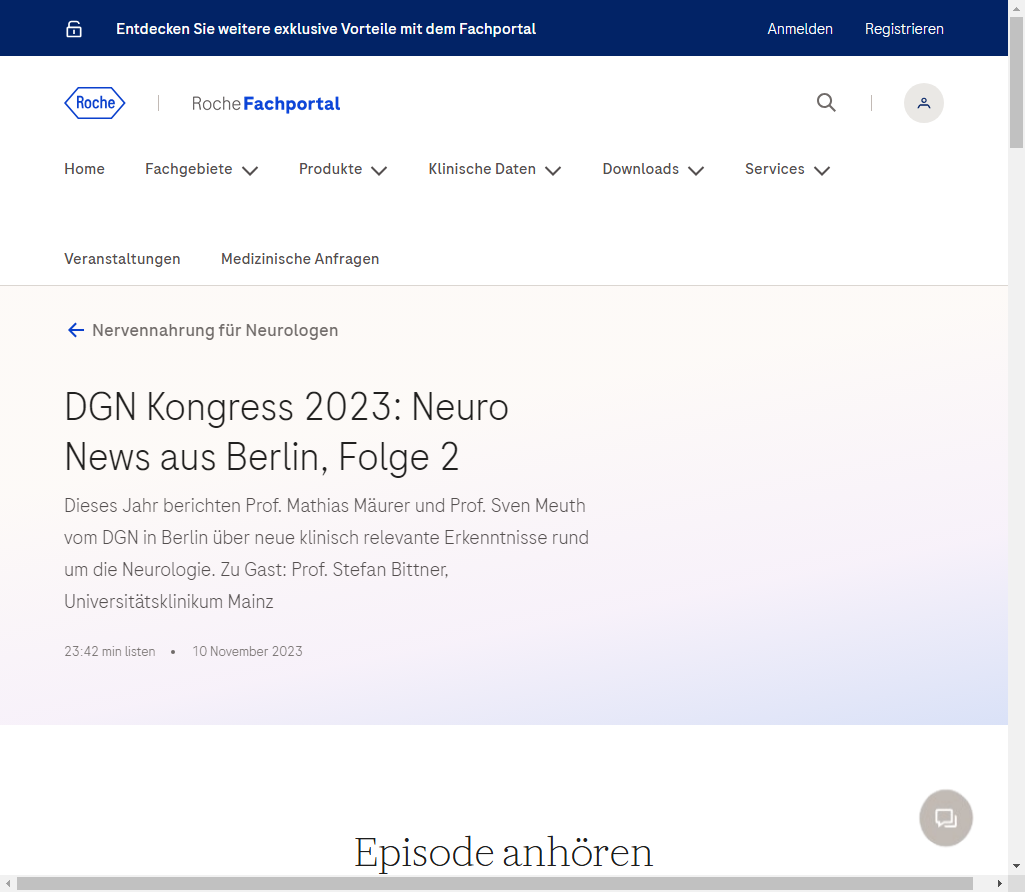 Entdecken Sie weitere exklusive Vorteile mit dem Fachportal
Anmelden
Registrieren
Roche
Roche Fachportal
Home
Fachgebiete
Produkte
Klinische Daten
Downloads
Services
Veranstaltungen
Medizinische Anfragen
Nervennahrung für Neurologen
DGN Kongress 2023: Neuro
News aus Berlin, Folge 2
Dieses Jahr berichten Prof. Mathias Mäurer und Prof. Sven Meuth
vom DGN in Berlin über neue klinisch relevante Erkenntnisse rund
um die Neurologie. Zu Gast: Prof. Stefan Bittner,
Universitätsklinikum Mainz
23:42 min listen • 10 November 2023
Episode anhören